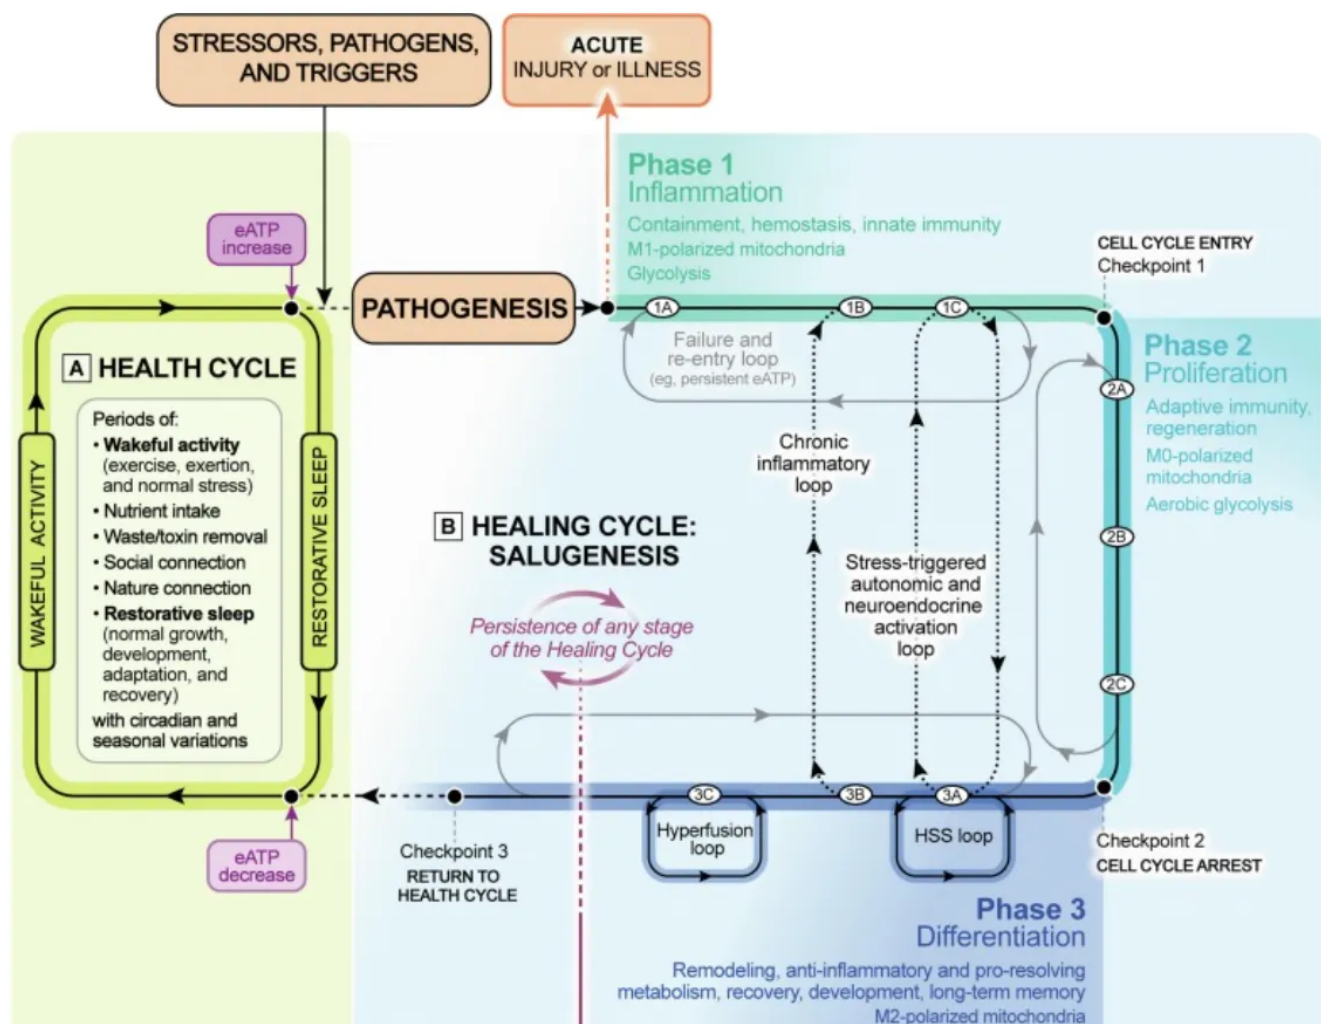 STRESSORS, PATHOGENS,
AND TRIGGERS
ACUTE
INJURY or ILLNESS
eATP
increase
PATHOGENESIS
A HEALTH CYCLE
Periods of:
• Wakeful activity
(exercise, exertion,
and normal stress)
• Nutrient intake
• Waste/toxin removal
• Social connection
• Nature connection
• Restorative sleep
(normal growth,
development,
adaptation, and
recovery)
with circadian and
seasonal variations
WAKEFUL ACTIVITY
RESTORATIVE SLEEP
eATP
decrease
Phase 1
Inflammation
Containment, hemostasis, innate immunity
M1-polarized mitochondria
Glycolysis
CELL CYCLE ENTRY
Checkpoint 1
1A
1B
1C
Failure and
re-entry loop
(eg, persistent eATP)
Phase 2
Proliferation
Adaptive immunity,
regeneration
M0-polarized
mitochondria
Aerobic glycolysis
2A
2B
2C
Chronic
inflammatory
loop
Stress-triggered
autonomic and
neuroendocrine
activation
loop
B HEALING CYCLE:
SALUGENESIS
Persistence of any stage
of the Healing Cycle
3C
3B
3A
Hyperfusion
loop
HSS loop
Checkpoint 3
RETURN TO
HEALTH CYCLE
Checkpoint 2
CELL CYCLE ARREST
Phase 3
Differentiation
Remodeling, anti-inflammatory and pro-resolving
metabolism, recovery, development, long-term memory
M2-polarized mitochondria